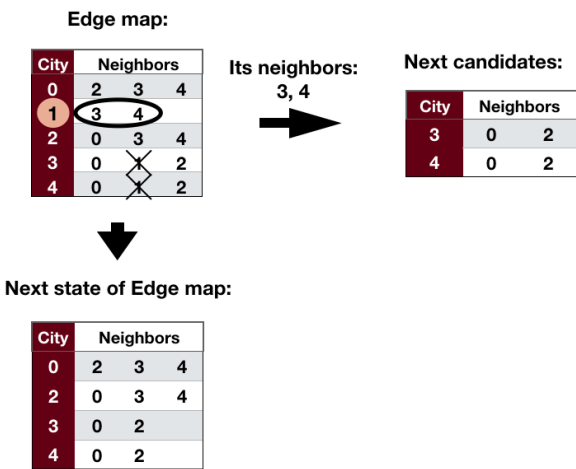 Edge map:
City Neighbors
0 2 3 4
1 3 4
2 0 3 4
3 0 1 2
4 0 1 2
Its neighbors:
3, 4
Next candidates:
City Neighbors
3 0 2
4 0 2
Next state of Edge map:
City Neighbors
0 2 3 4
2 0 3 4
3 0 2
4 0 2